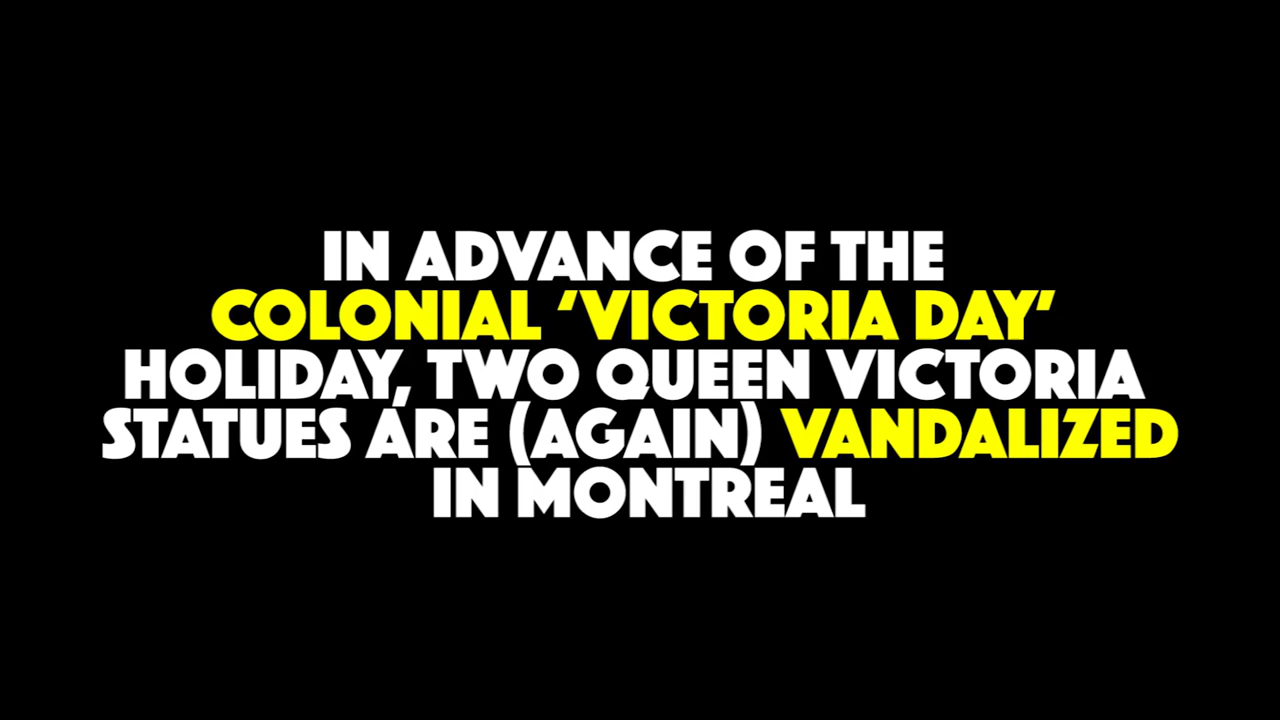 IN ADVANCE OF THE
COLONIAL ‘VICTORIA DAY’
HOLIDAY, TWO QUEEN VICTORIA
STATUES ARE (AGAIN) VANDALIZED
IN MONTREAL